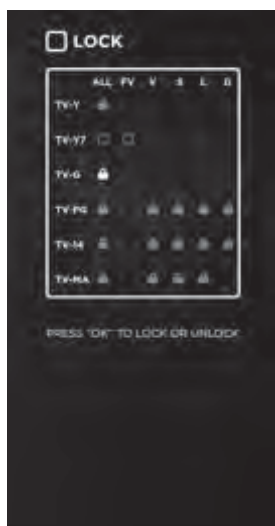 LOCK
ALL FV V S L D
TV-Y
TV-Y7
TV-G
TV-PG
TV-14
TV-MA
PRESS "OK" TO LOCK OR UNLOCK